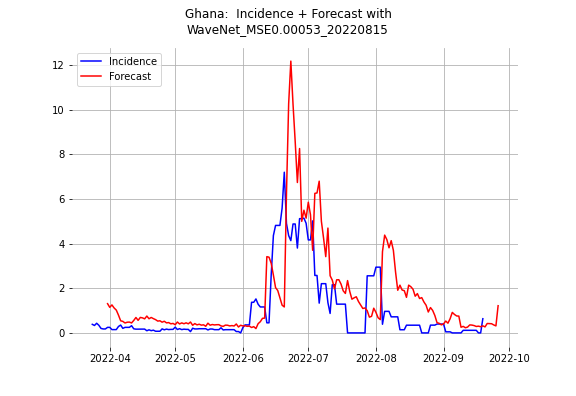 Ghana:  Incidence + Forecast with
WaveNet_MSE0.00053_20220815
Incidence
Forecast
12
10
8
6
4
2
0
2022-04 2022-05 2022-06 2022-07 2022-08 2022-09 2022-10